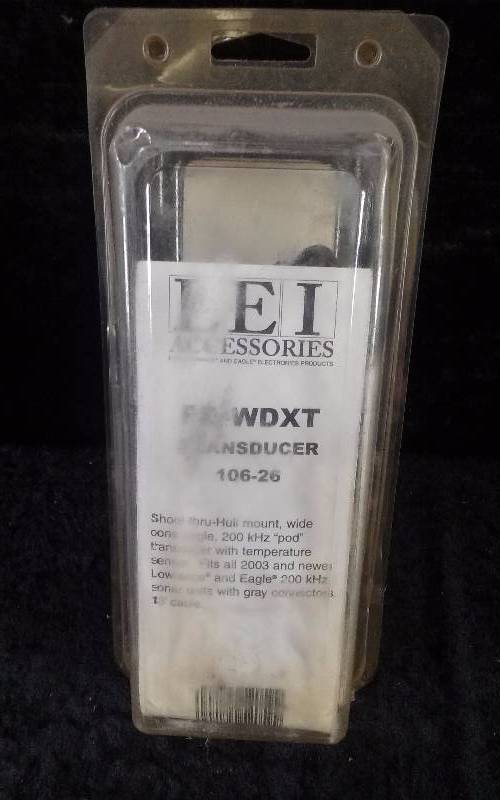 LEI
ACCESSORIES
AND EAGLE® ELECTRONICS PRODUCTS
WDXT
TRANSDUCER
106-26
Shoot-thru-Hull mount, wide
cone angle, 200 kHz "pod"
transducer with temperature
sensor. Fits all 2003 and newer
Lowrance® and Eagle® 200 kHz
sonar units with gray connectors.
cable.